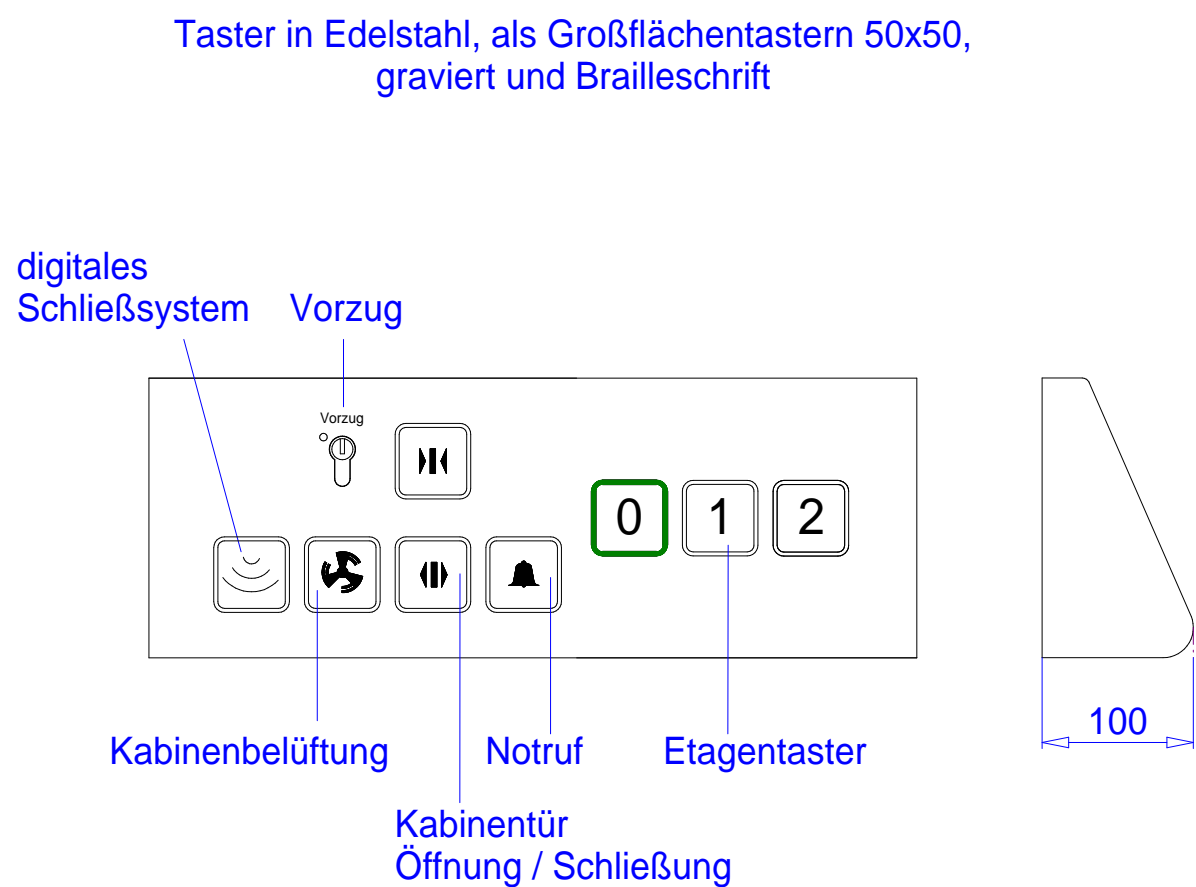 Taster in Edelstahl, als Großflächentastern 50x50,
graviert und Brailleschrift
digitales
Schließsystem
Vorzug
Vorzug
0
1
2
100
Kabinenbelüftung
Notruf
Etagentaster
Kabinentür
Öffnung / Schließung